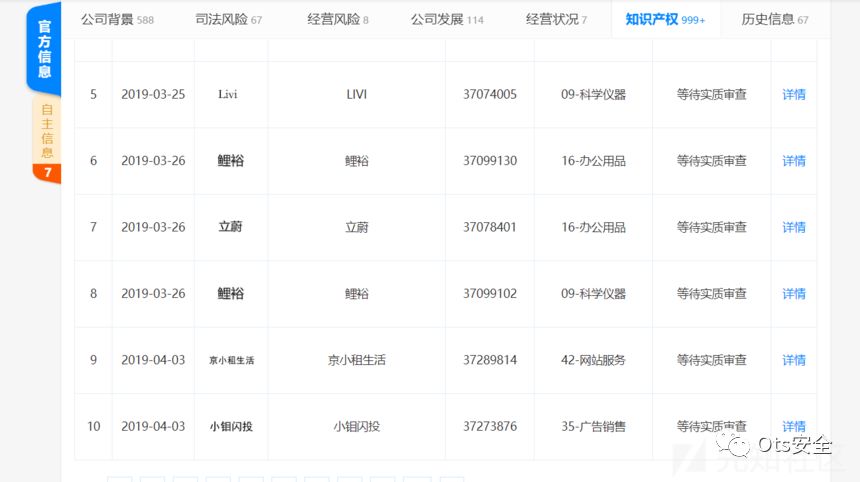 公司背景 588 司法风险 67 经营风险 8 公司发展 114 经营状况 7 知识产权 999+ 历史信息 67
官方信息
自主信息
7
5 2019-03-25 Livi LIVI 37074005 09-科学仪器 等待实质审查 详情
6 2019-03-26 鲤裕 鲤裕 37099130 16-办公用品 等待实质审查 详情
7 2019-03-26 立蔚 立蔚 37078401 16-办公用品 等待实质审查 详情
8 2019-03-26 鲤裕 鲤裕 37099102 09-科学仪器 等待实质审查 详情
9 2019-04-03 京小租生活 京小租生活 37289814 42-网站服务 等待实质审查 详情
10 2019-04-03 小钼闪投 小钼闪投 37273876 35-广告销售 等待实质审查 详情
Ots安全
先知社区